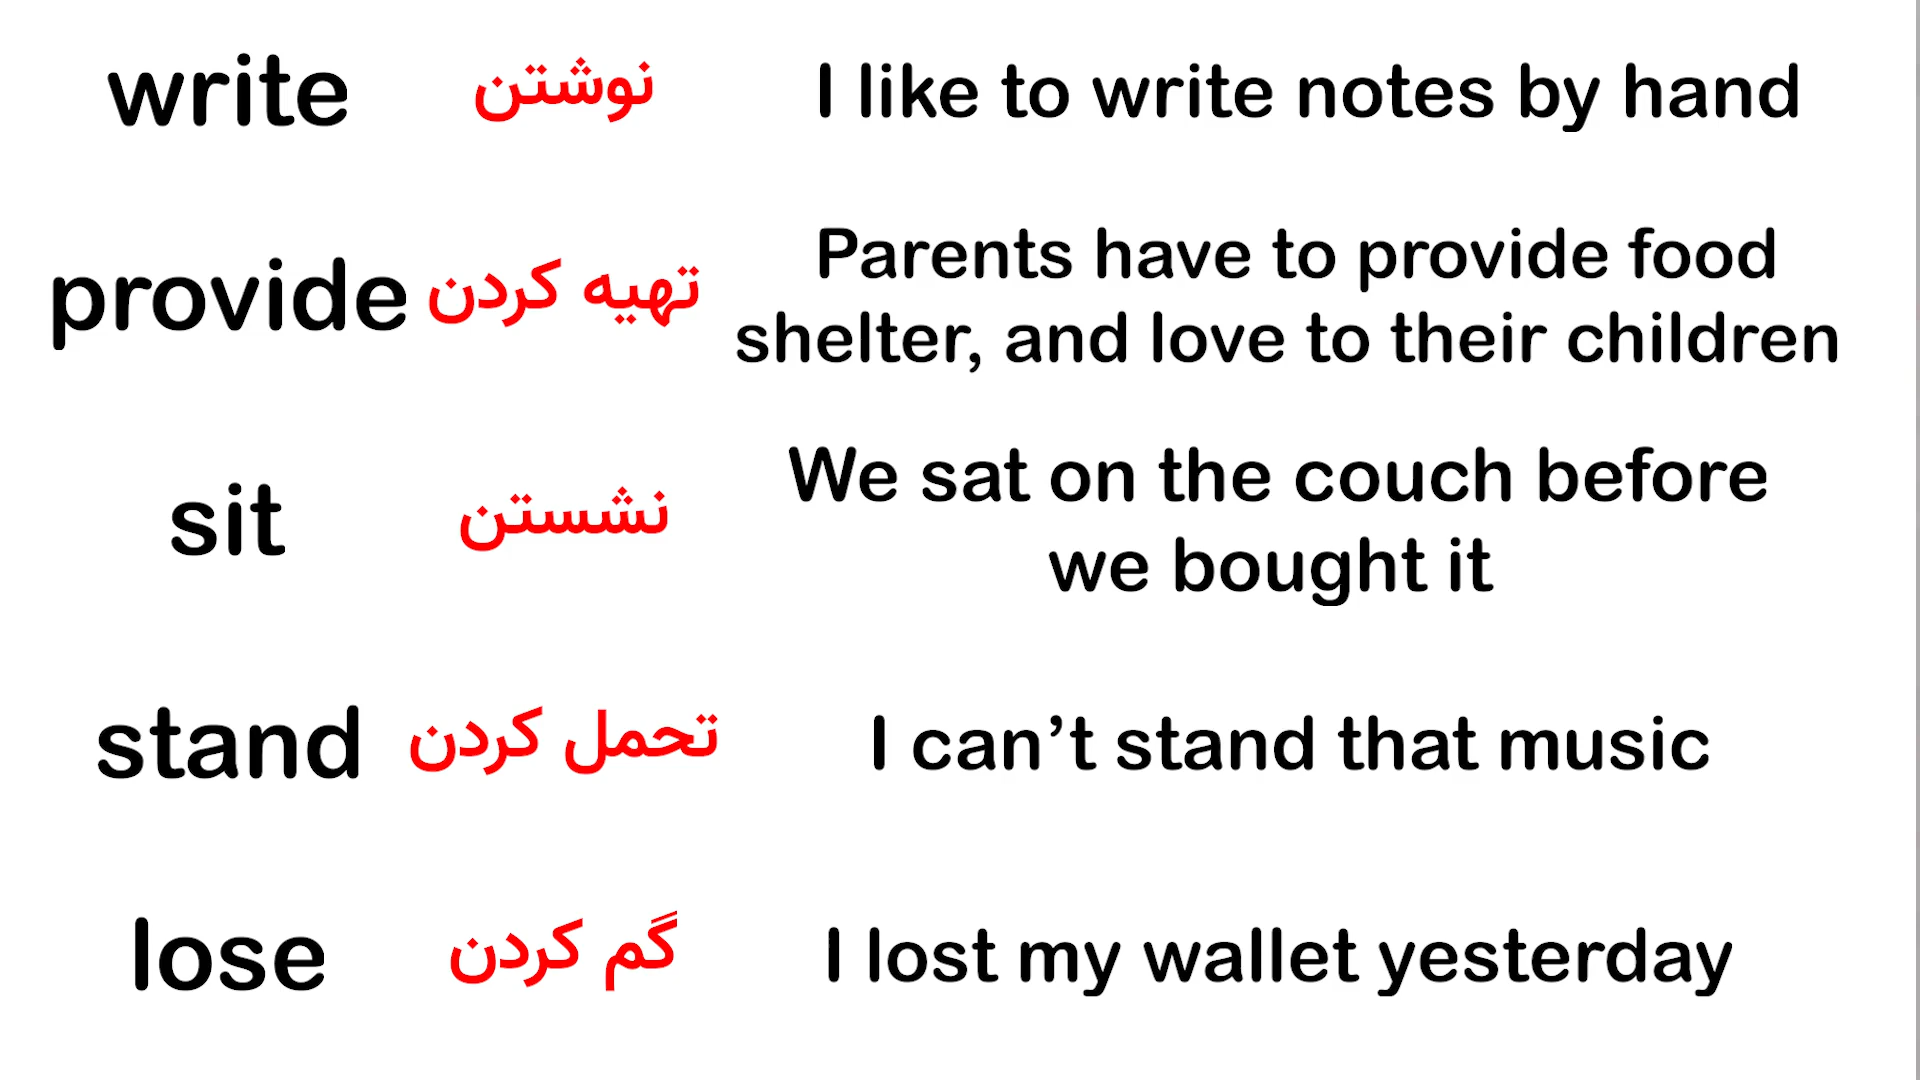 write نوشتن I like to write notes by hand
provide تهیه کردن Parents have to provide food
shelter, and love to their children
sit نشستن We sat on the couch before
we bought it
stand تحمل کردن I can’t stand that music
lose گم کردن I lost my wallet yesterday